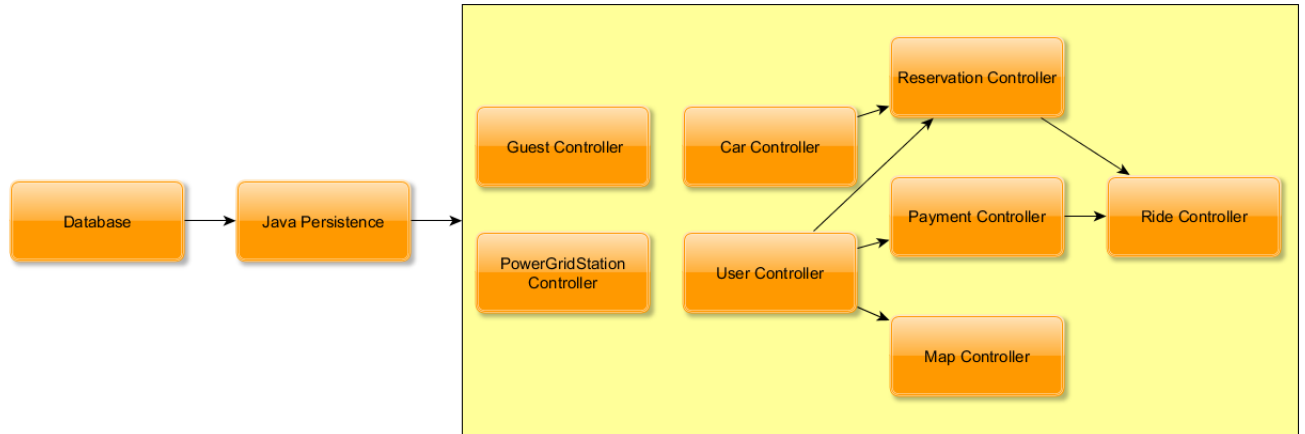 Reservation Controller
Guest Controller
Car Controller
Database
Java Persistence
Payment Controller
Ride Controller
PowerGridStation
Controller
User Controller
Map Controller